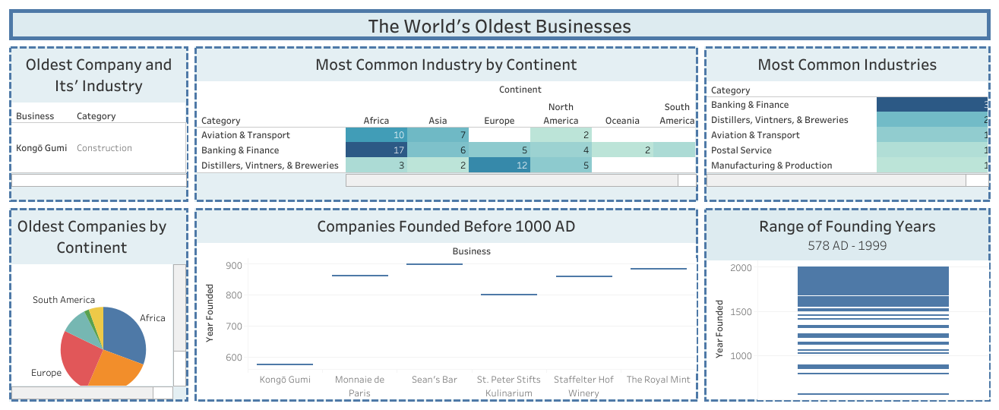 The World's Oldest Businesses
Oldest Company and
Its' Industry
Business Category
Kongō Gumi Construction
Most Common Industry by Continent
Continent
Category Africa Asia Europe North America Oceania South America
Aviation & Transport 10 7 2
Banking & Finance 17 6 5 4 2
Distillers, Vintners, & Breweries 3 2 12 5
Most Common Industries
Category
Banking & Finance
Distillers, Vintners, & Breweries
Aviation & Transport
Postal Service
Manufacturing & Production
Oldest Companies by
Continent
South America
Africa
Europe
Companies Founded Before 1000 AD
Business
Year Founded
900
800
700
600
Kongō Gumi
Monnaie de
Paris
Sean's Bar
St. Peter Stifts
Kulinarium
Staffelter Hof
Winery
The Royal Mint
Range of Founding Years
578 AD - 1999
Year Founded
2000
1500
1000